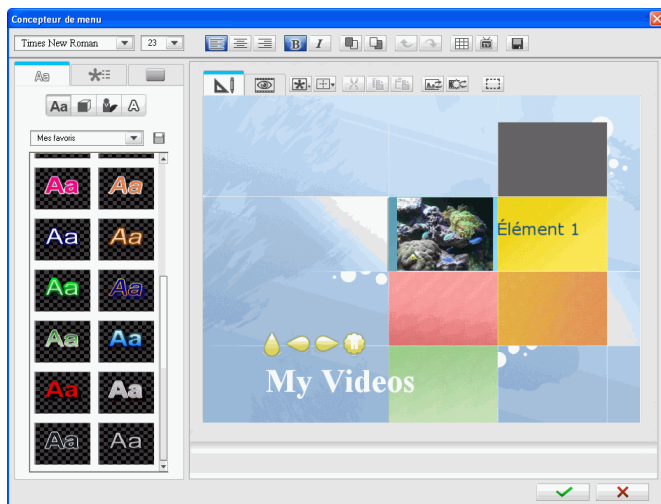 Concepteur de menu
Times New Roman 23 B I
Aa
Aa A
Mes favoris
Aa Aa
Aa Aa
Aa Aa
Aa Aa
Aa Aa
Aa Aa
Élément 1
My Videos